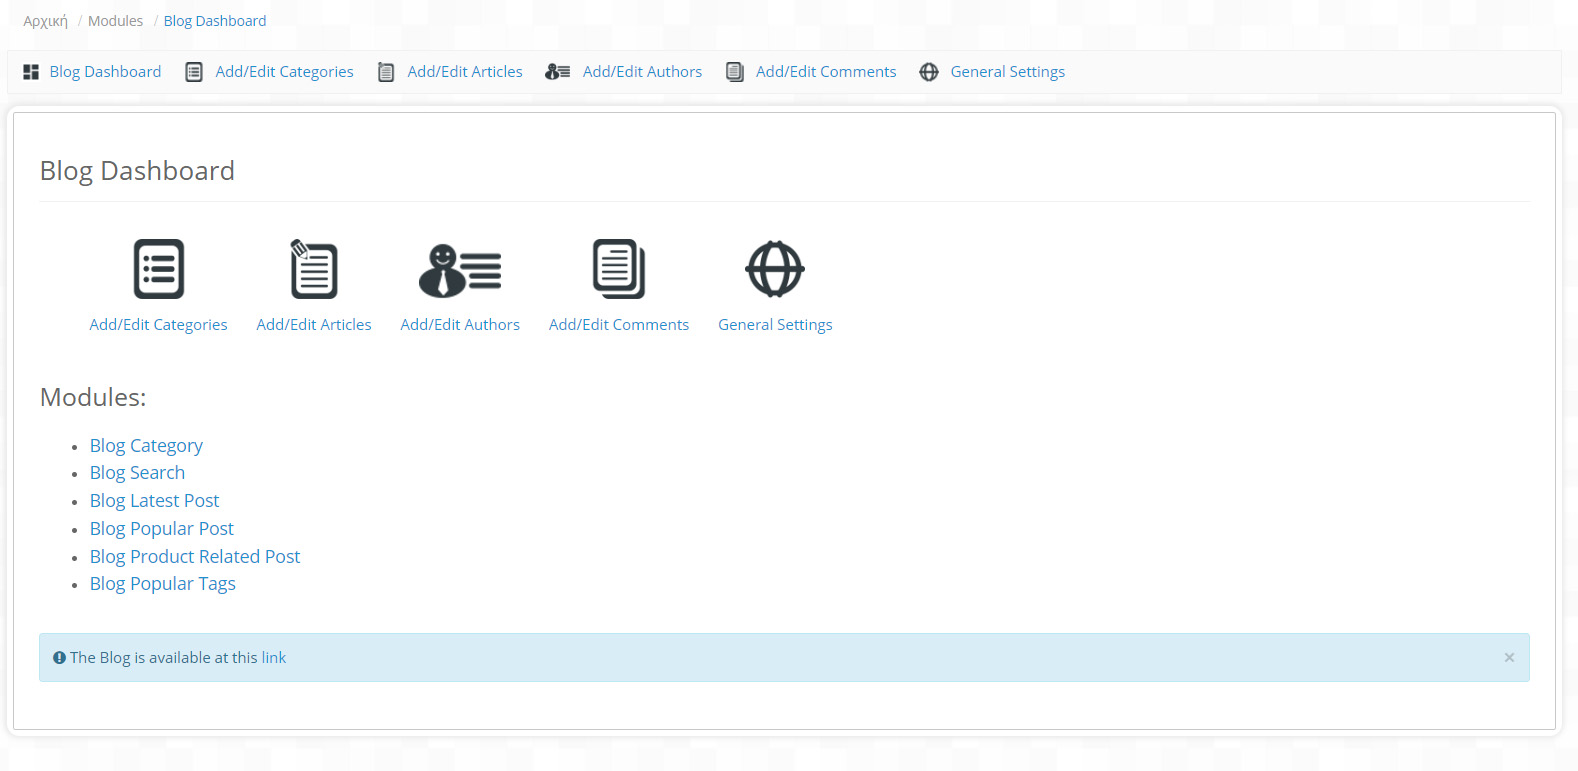 Αρχική / Modules / Blog Dashboard
Blog Dashboard Add/Edit Categories Add/Edit Articles Add/Edit Authors Add/Edit Comments General Settings
Blog Dashboard
Add/Edit Categories Add/Edit Articles Add/Edit Authors Add/Edit Comments General Settings
Modules:
• Blog Category
• Blog Search
• Blog Latest Post
• Blog Popular Post
• Blog Product Related Post
• Blog Popular Tags
The Blog is available at this link ×